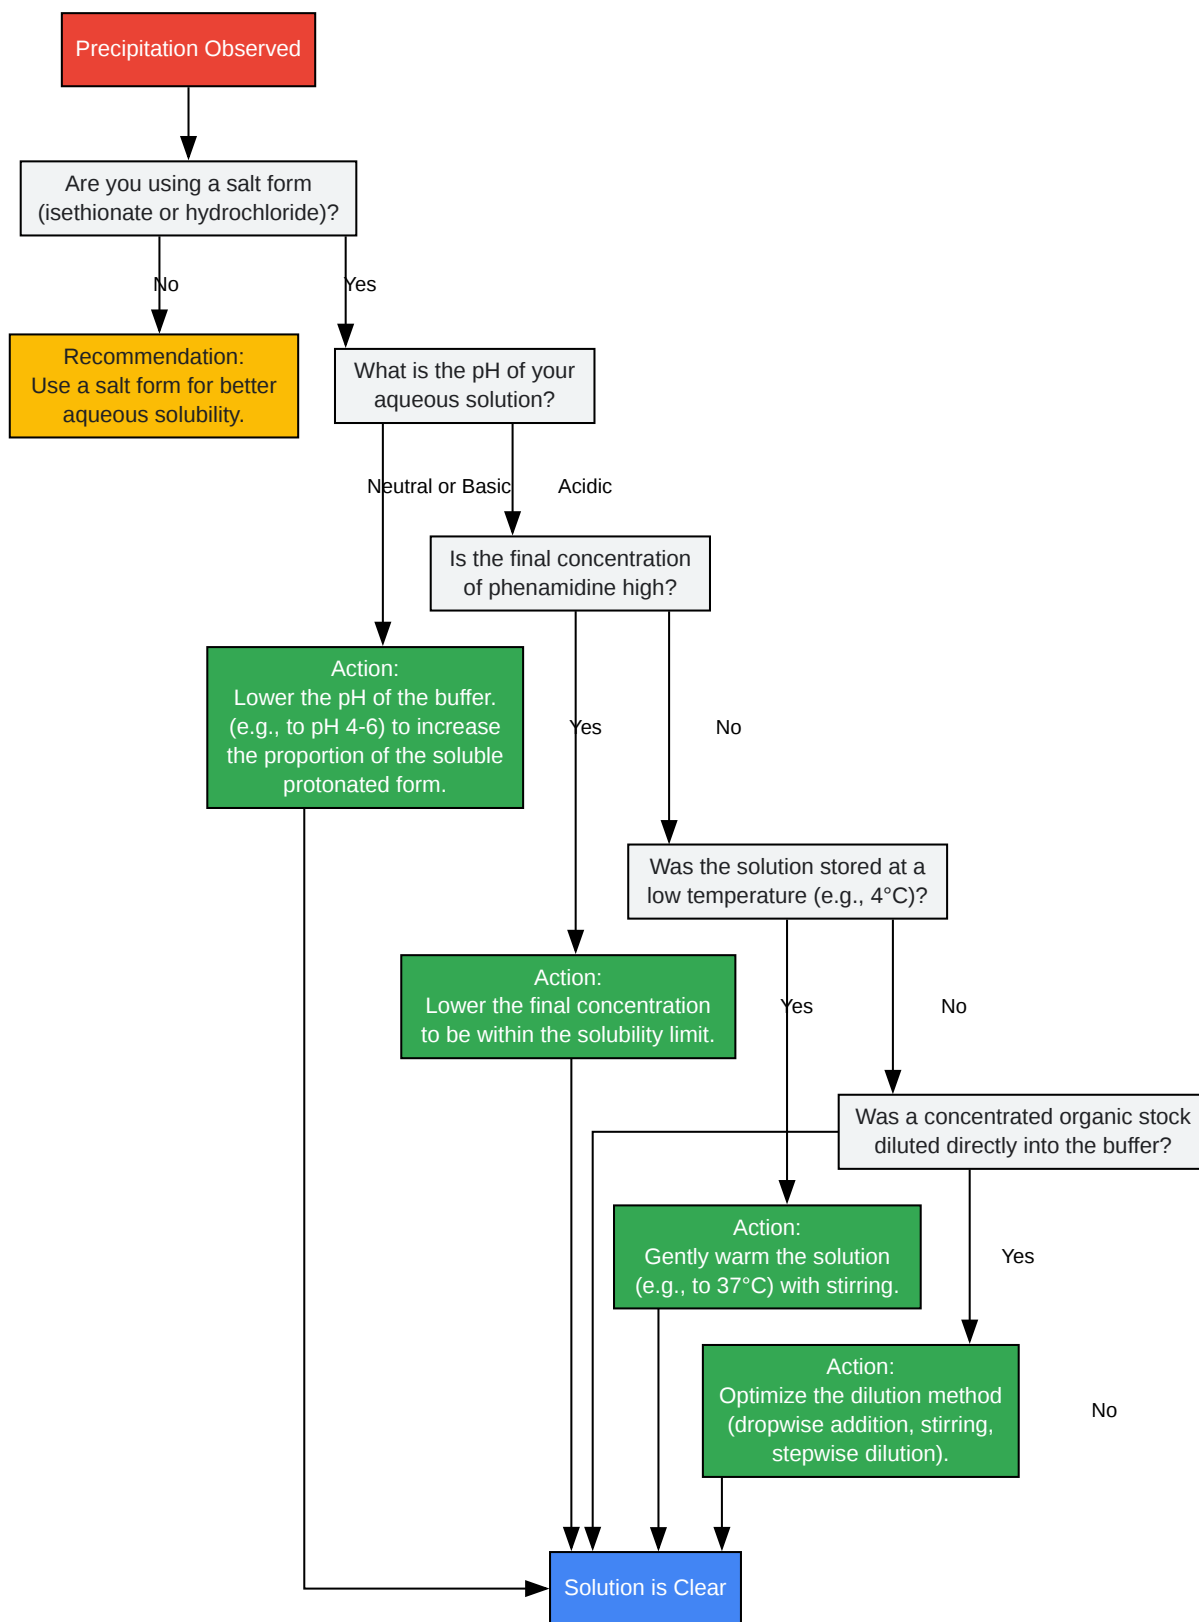 Precipitation Observed
Are you using a salt form
(isethionate or hydrochloride)?
No
Yes
Recommendation:
Use a salt form for better
aqueous solubility.
What is the pH of your
aqueous solution?
Neutral or Basic
Acidic
Is the final concentration
of phenamidine high?
Action:
Lower the pH of the buffer.
(e.g., to pH 4-6) to increase
the proportion of the soluble
protonated form.
Yes
No
Was the solution stored at a
low temperature (e.g., 4°C)?
Action:
Lower the final concentration
to be within the solubility limit.
Yes
No
Was a concentrated organic stock
diluted directly into the buffer?
Action:
Gently warm the solution
(e.g., to 37°C) with stirring.
Yes
Action:
Optimize the dilution method
(dropwise addition, stirring,
stepwise dilution).
No
Solution is Clear